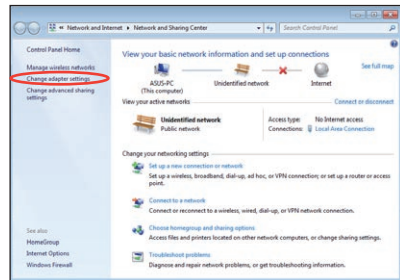 Network and Internet ▸ Network and Sharing Center
Search Control Panel
Control Panel Home
Manage wireless networks
Change adapter settings
Change advanced sharing
settings
See also
HomeGroup
Internet Options
Windows Firewall
View your basic network information and set up connections
See full map
ASUS-PC
(This computer)
Unidentified network
Internet
View your active networks
Connect or disconnect
Unidentified network
Public network
Access type: No Internet access
Connections: Local Area Connection
Change your networking settings
Set up a new connection or network
Set up a wireless, broadband, dial-up, ad hoc, or VPN connection; or set up a router or access
point.
Connect to a network
Connect or reconnect to a wireless, wired, dial-up, or VPN network connection.
Choose homegroup and sharing options
Access files and printers located on other network computers, or change sharing settings.
Troubleshoot problems
Diagnose and repair network problems, or get troubleshooting information.